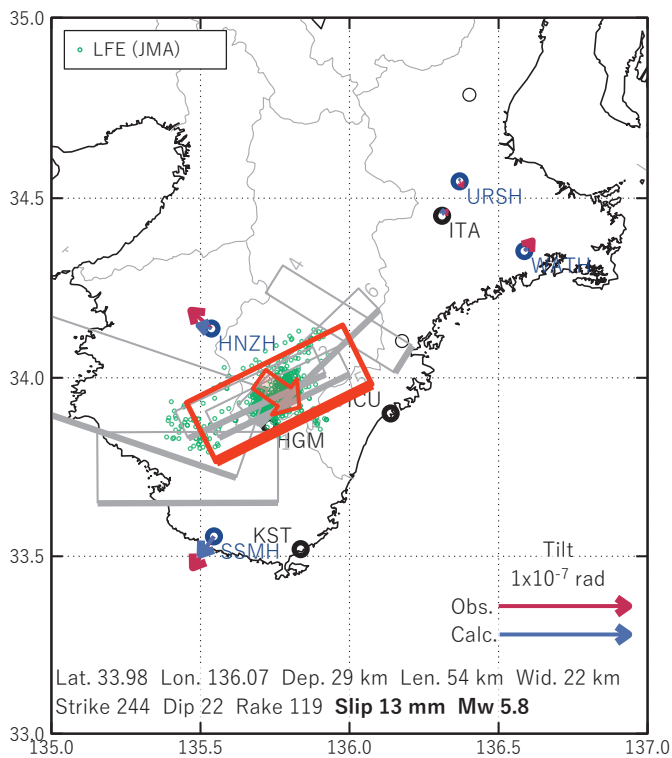 35.0
LFE (JMA)
34.5
URSH
ITA
WATH
4
6
HNZH
34.0
ICU
HGM
KST
SSMH
33.5
Tilt
1x10-7 rad
Obs.
Calc.
Lat. 33.98 Lon. 136.07 Dep. 29 km Len. 54 km Wid. 22 km
Strike 244 Dip 22 Rake 119 Slip 13 mm Mw 5.8
33.0
135.0 135.5 136.0 136.5 137.0